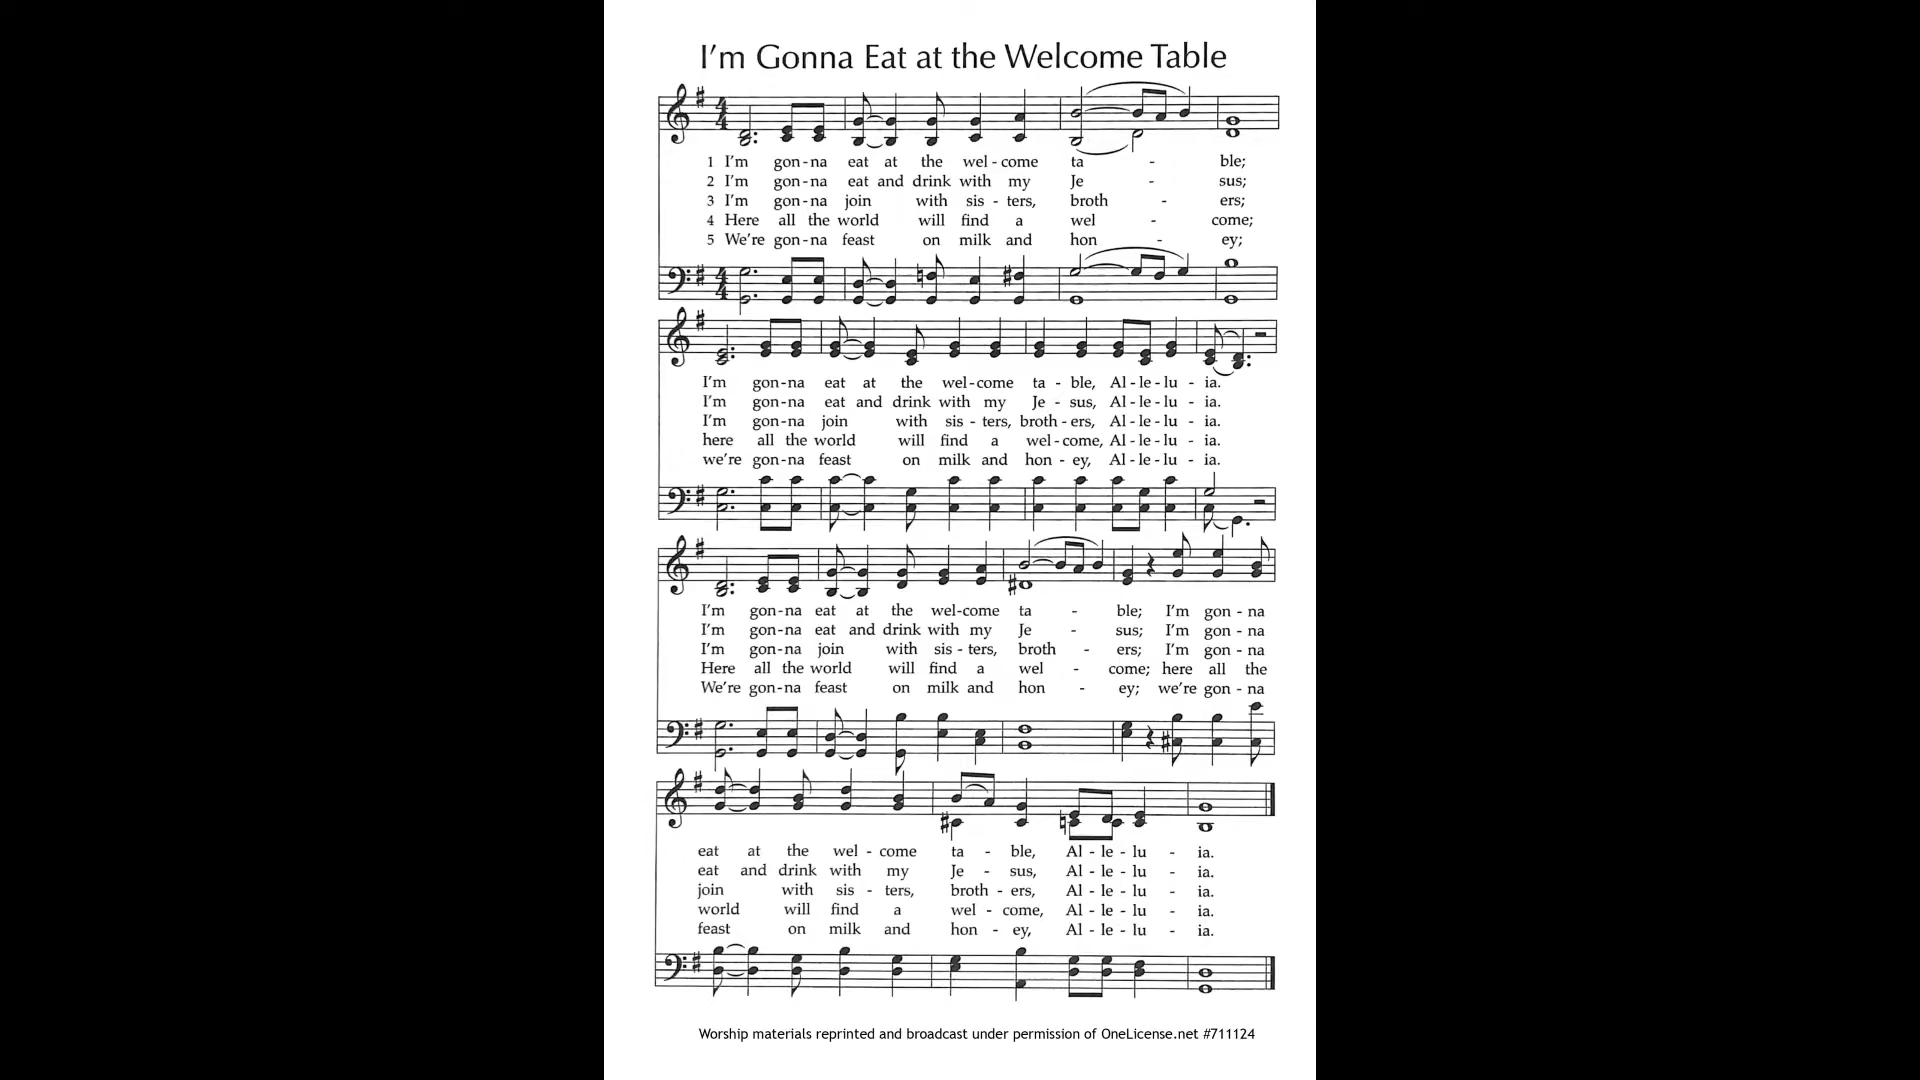 I'm Gonna Eat at the Welcome Table
1 I'm gon-na eat at the wel-come ta - ble;
2 I'm gon-na eat and drink with my Je - sus;
3 I'm gon-na join with sis - ters, broth - ers;
4 Here all the world will find a wel - come;
5 We're gon-na feast on milk and hon - ey;
I'm gon-na eat at the wel-come ta - ble, Al-le-lu - ia.
I'm gon-na eat and drink with my Je - sus, Al-le-lu - ia.
I'm gon-na join with sis - ters, broth-ers, Al-le-lu - ia.
here all the world will find a wel-come, Al-le-lu - ia.
we're gon-na feast on milk and hon - ey, Al-le-lu - ia.
I'm gon-na eat at the wel-come ta - ble; I'm gon - na
I'm gon-na eat and drink with my Je - sus; I'm gon - na
I'm gon-na join with sis - ters, broth - ers; I'm gon - na
Here all the world will find a wel - come; here all the
We're gon-na feast on milk and hon - ey; we're gon - na
eat at the wel - come ta - ble, Al - le - lu - ia.
eat and drink with my Je - sus, Al - le - lu - ia.
join with sis - ters, broth - ers, Al - le - lu - ia.
world will find a wel - come, Al - le - lu - ia.
feast on milk and hon - ey, Al - le - lu - ia.
Worship materials reprinted and broadcast under permission of OneLicense.net #711124